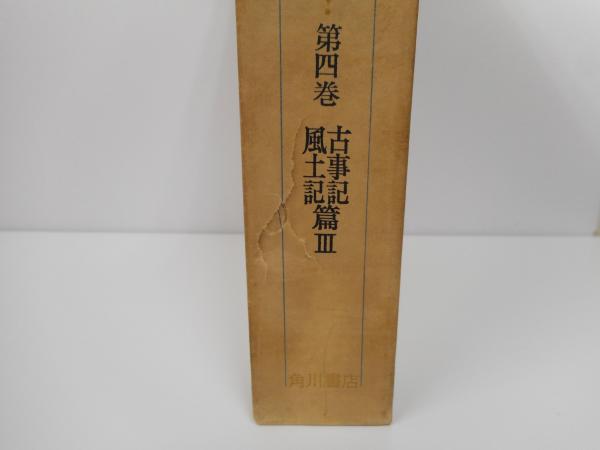 第四巻
古事記
風土記
篇Ⅲ
角川書店